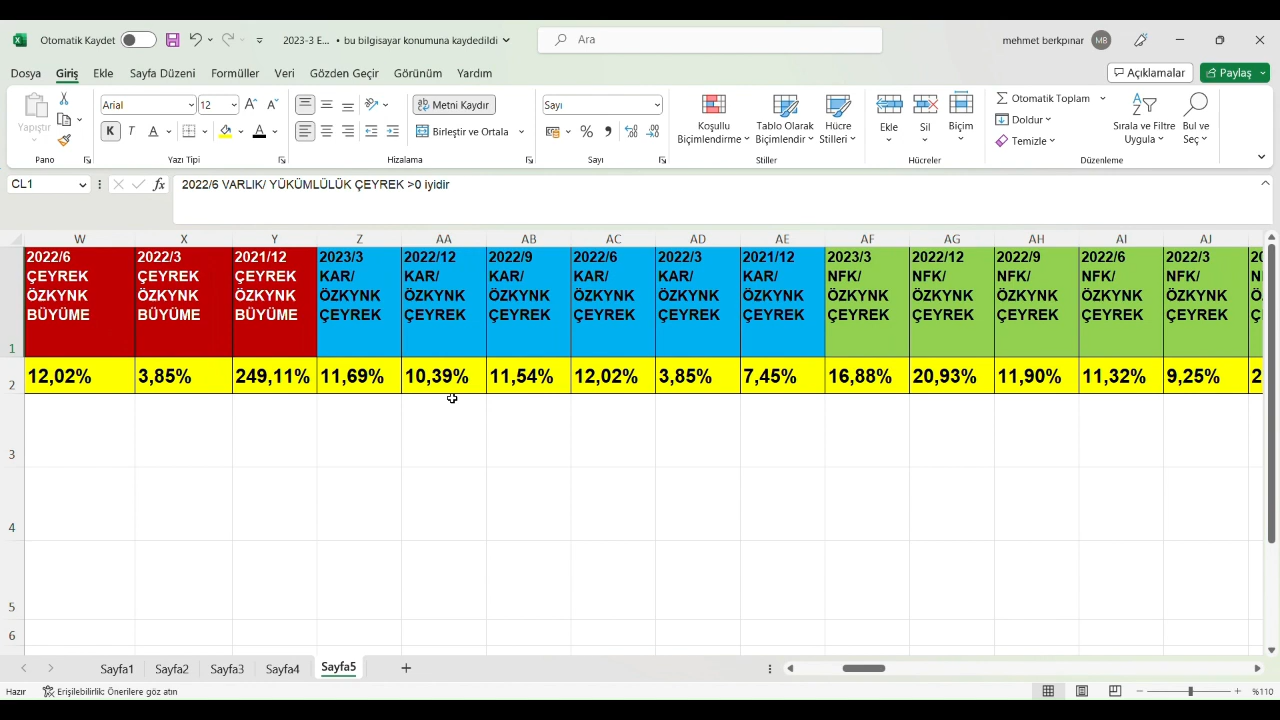 Otomatik Kaydet
2023-3 E... • bu bilgisayar konumuna kaydedildi
Ara
mehmet berkpınar
MB
Dosya Giriş Ekle Sayfa Düzeni Formüller Veri Gözden Geçir Görünüm Yardım
Açıklamalar
Paylaş
Yapıştır
Pano
Arial
12
K T A
A
Yazı Tipi
Metni Kaydır
Birleştir ve Ortala
Hizalama
Sayı
Sayı
Koşullu
Biçimlendirme
Tablo Olarak
Biçimlendir
Hücre
Stilleri
Stiller
Ekle
Sil
Biçim
Hücreler
Otomatik Toplam
Doldur
Temizle
Sırala ve Filtre
Uygula
Bul ve
Seç
Düzenleme
CL1
fx
2022/6 VARLIK/ YÜKÜMLÜLÜK ÇEYREK >0 iyidir
W X Y Z AA AB AC AD AE AF AG AH AI AJ
1
2022/6
ÇEYREK
ÖZKYNK
BÜYÜME
2022/3
ÇEYREK
ÖZKYNK
BÜYÜME
2021/12
ÇEYREK
ÖZKYNK
BÜYÜME
2023/3
KAR/
ÖZKYNK
ÇEYREK
2022/12
KAR/
ÖZKYNK
ÇEYREK
2022/9
KAR/
ÖZKYNK
ÇEYREK
2022/6
KAR/
ÖZKYNK
ÇEYREK
2022/3
KAR/
ÖZKYNK
ÇEYREK
2021/12
KAR/
ÖZKYNK
ÇEYREK
2023/3
NFK/
ÖZKYNK
ÇEYREK
2022/12
NFK/
ÖZKYNK
ÇEYREK
2022/9
NFK/
ÖZKYNK
ÇEYREK
2022/6
NFK/
ÖZKYNK
ÇEYREK
2022/3
NFK/
ÖZKYNK
ÇEYREK
2 12,02% 3,85% 249,11% 11,69% 10,39% 11,54% 12,02% 3,85% 7,45% 16,88% 20,93% 11,90% 11,32% 9,25%
3
4
5
6
Sayfa1 Sayfa2 Sayfa3 Sayfa4 Sayfa5
Hazır
Erişilebilirlik: Önerilere göz atın
%110